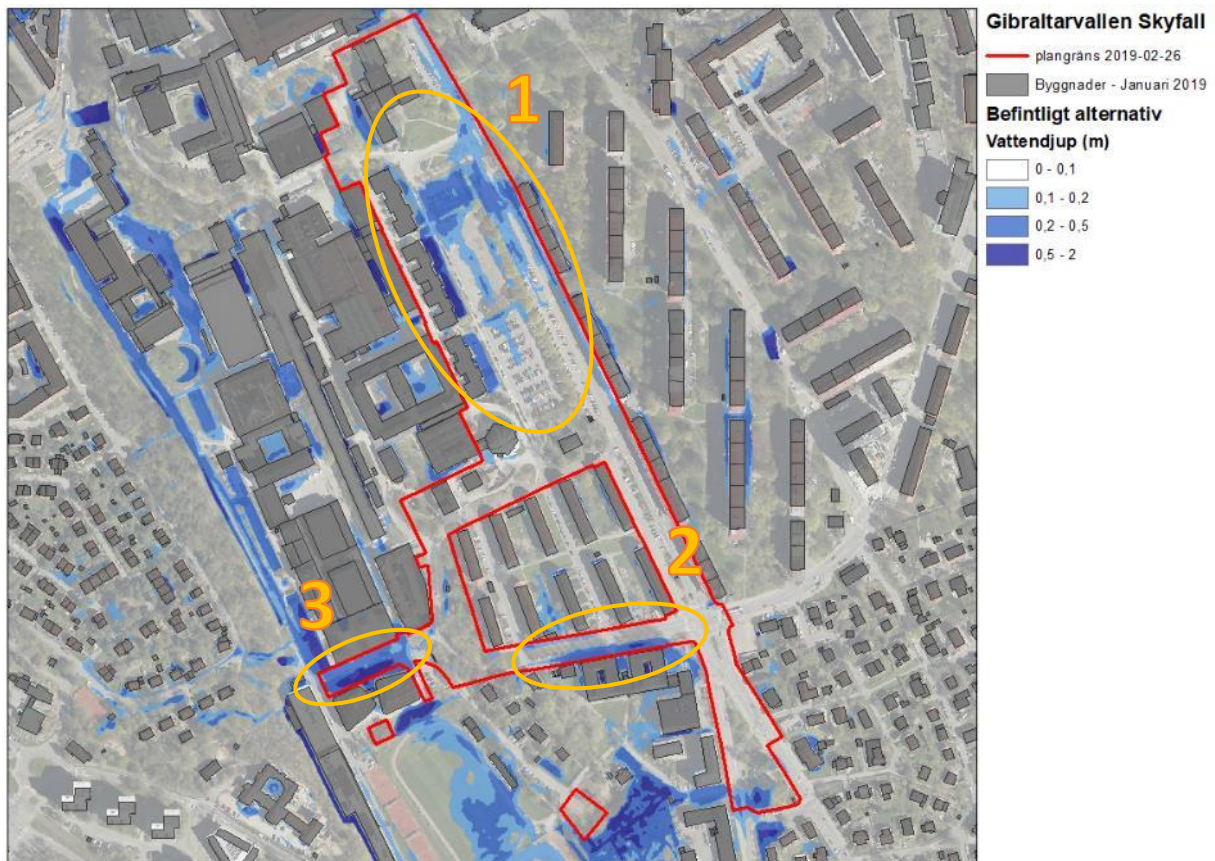 Gibraltarvallen Skyfall
plangräns 2019-02-26
Byggnader - Januari 2019
Befintligt alternativ
Vattendjup (m)
0 - 0,1
0,1 - 0,2
0,2 - 0,5
0,5 - 2
1
2
3